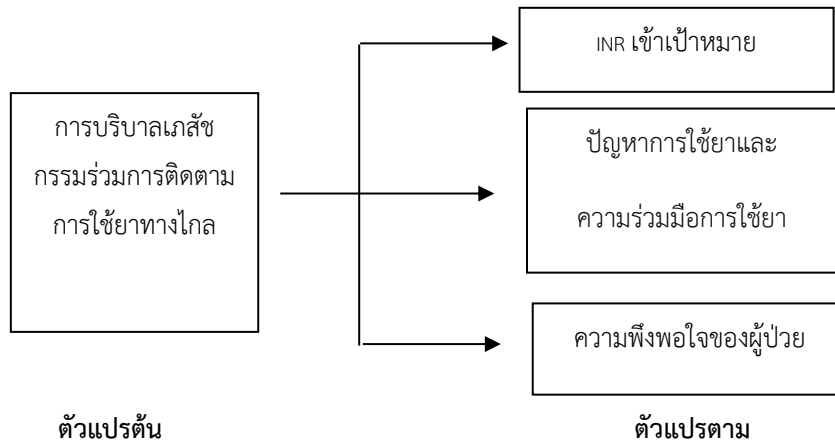 การบริบาลเภสัช
กรรมร่วมการติดตาม
การใช้ยาทางไกล
INR เข้าเป้าหมาย
ปัญหาการใช้ยาและ
ความร่วมมือการใช้ยา
ความพึงพอใจของผู้ป่วย
ตัวแปรต้น
ตัวแปรตาม